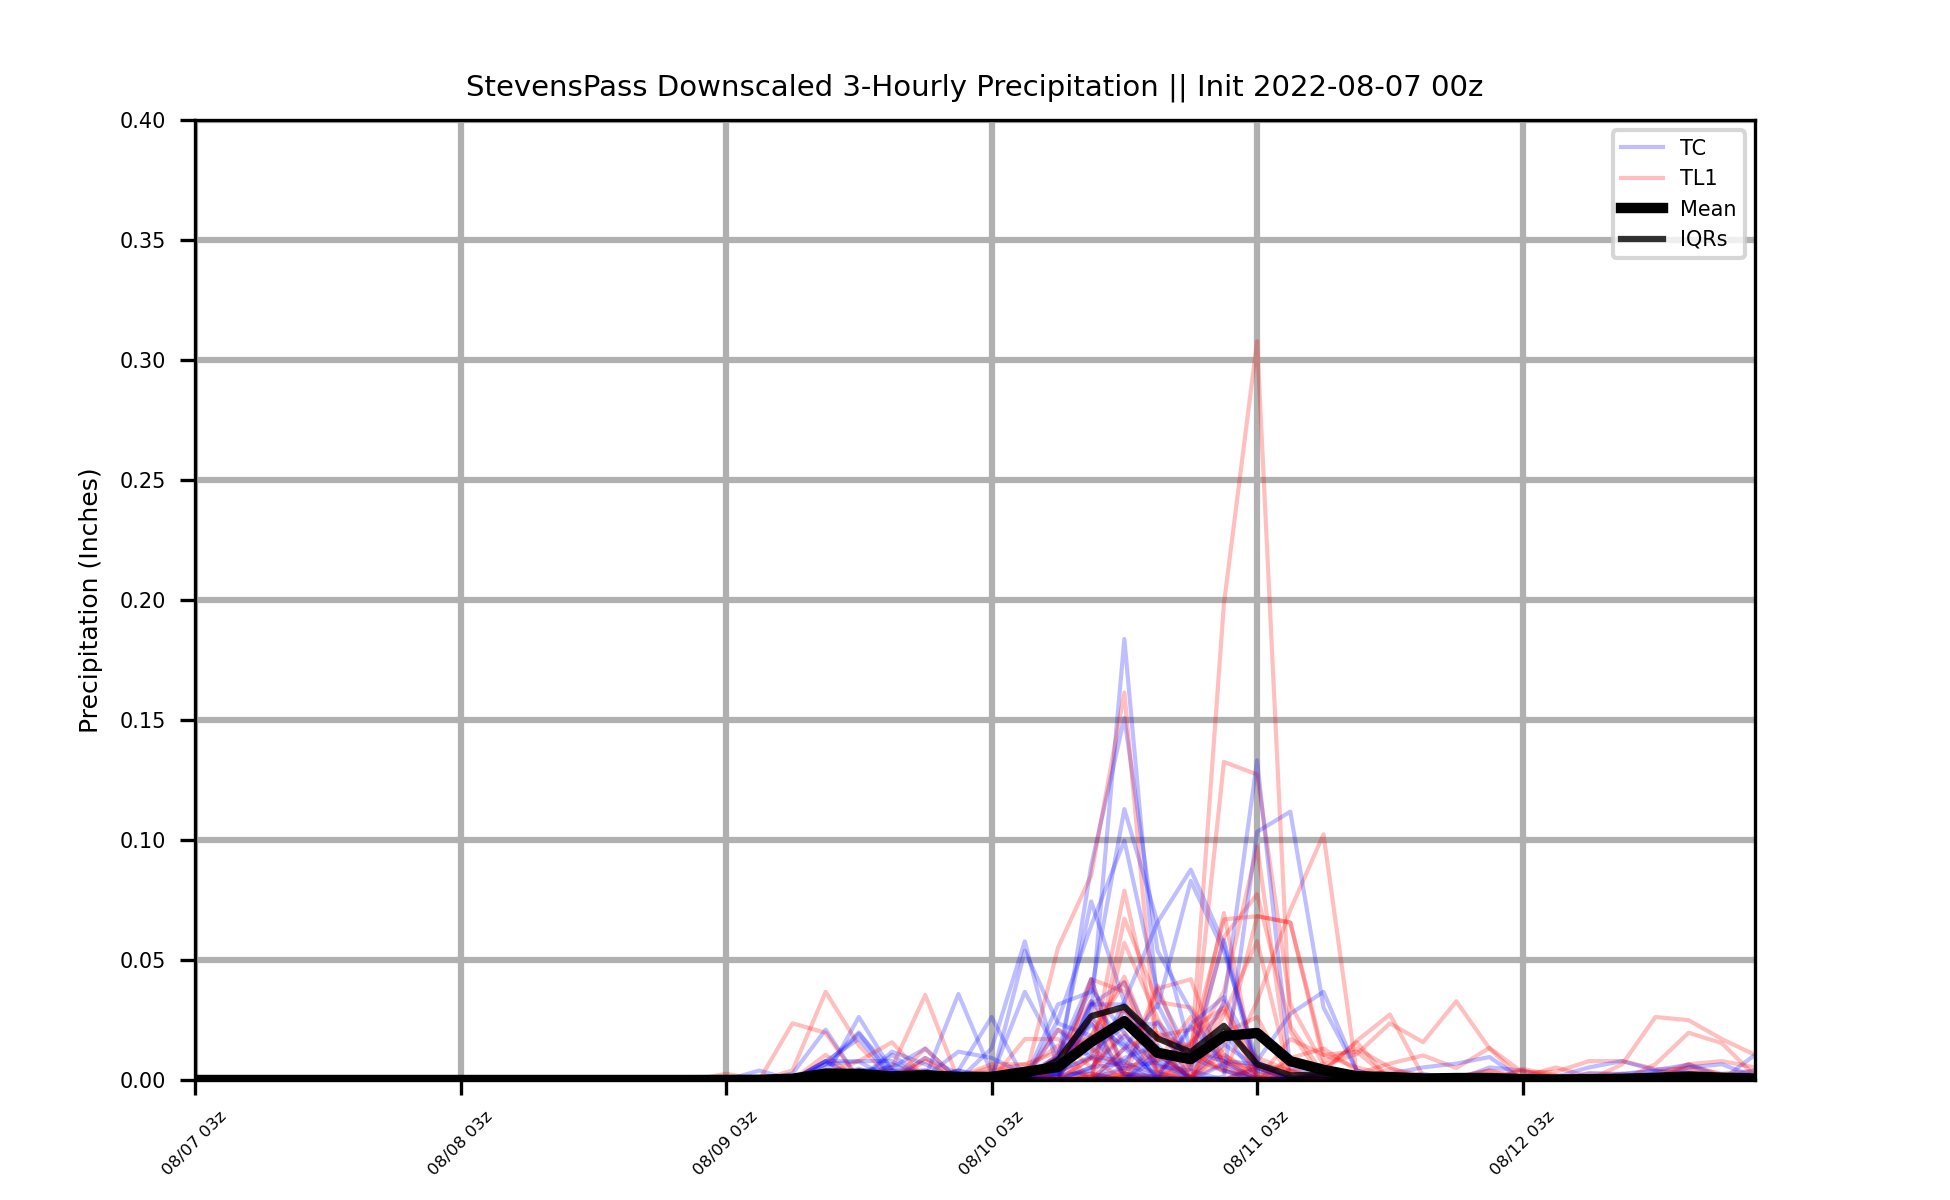 StevensPass Downscaled 3-Hourly Precipitation || Init 2022-08-07 00z
Precipitation (Inches)
0.40
0.35
0.30
0.25
0.20
0.15
0.10
0.05
0.00
TC
TL1
Mean
IQRs
08/07 03z
08/08 03z
08/09 03z
08/10 03z
08/11 03z
08/12 03z